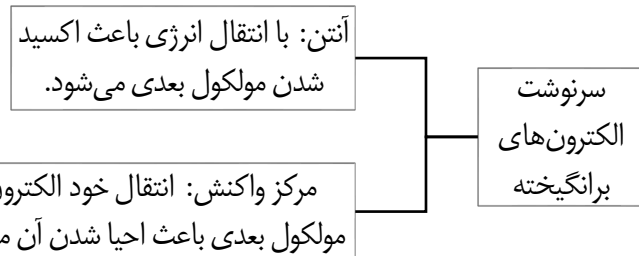 سرنوشت
الکترون‌های
برانگیخته
آنتن: با انتقال انرژی باعث اکسید
شدن مولکول بعدی می‌شود.
مرکز واکنش: انتقال خود
مولکول بعدی باعث احیا شدن آن